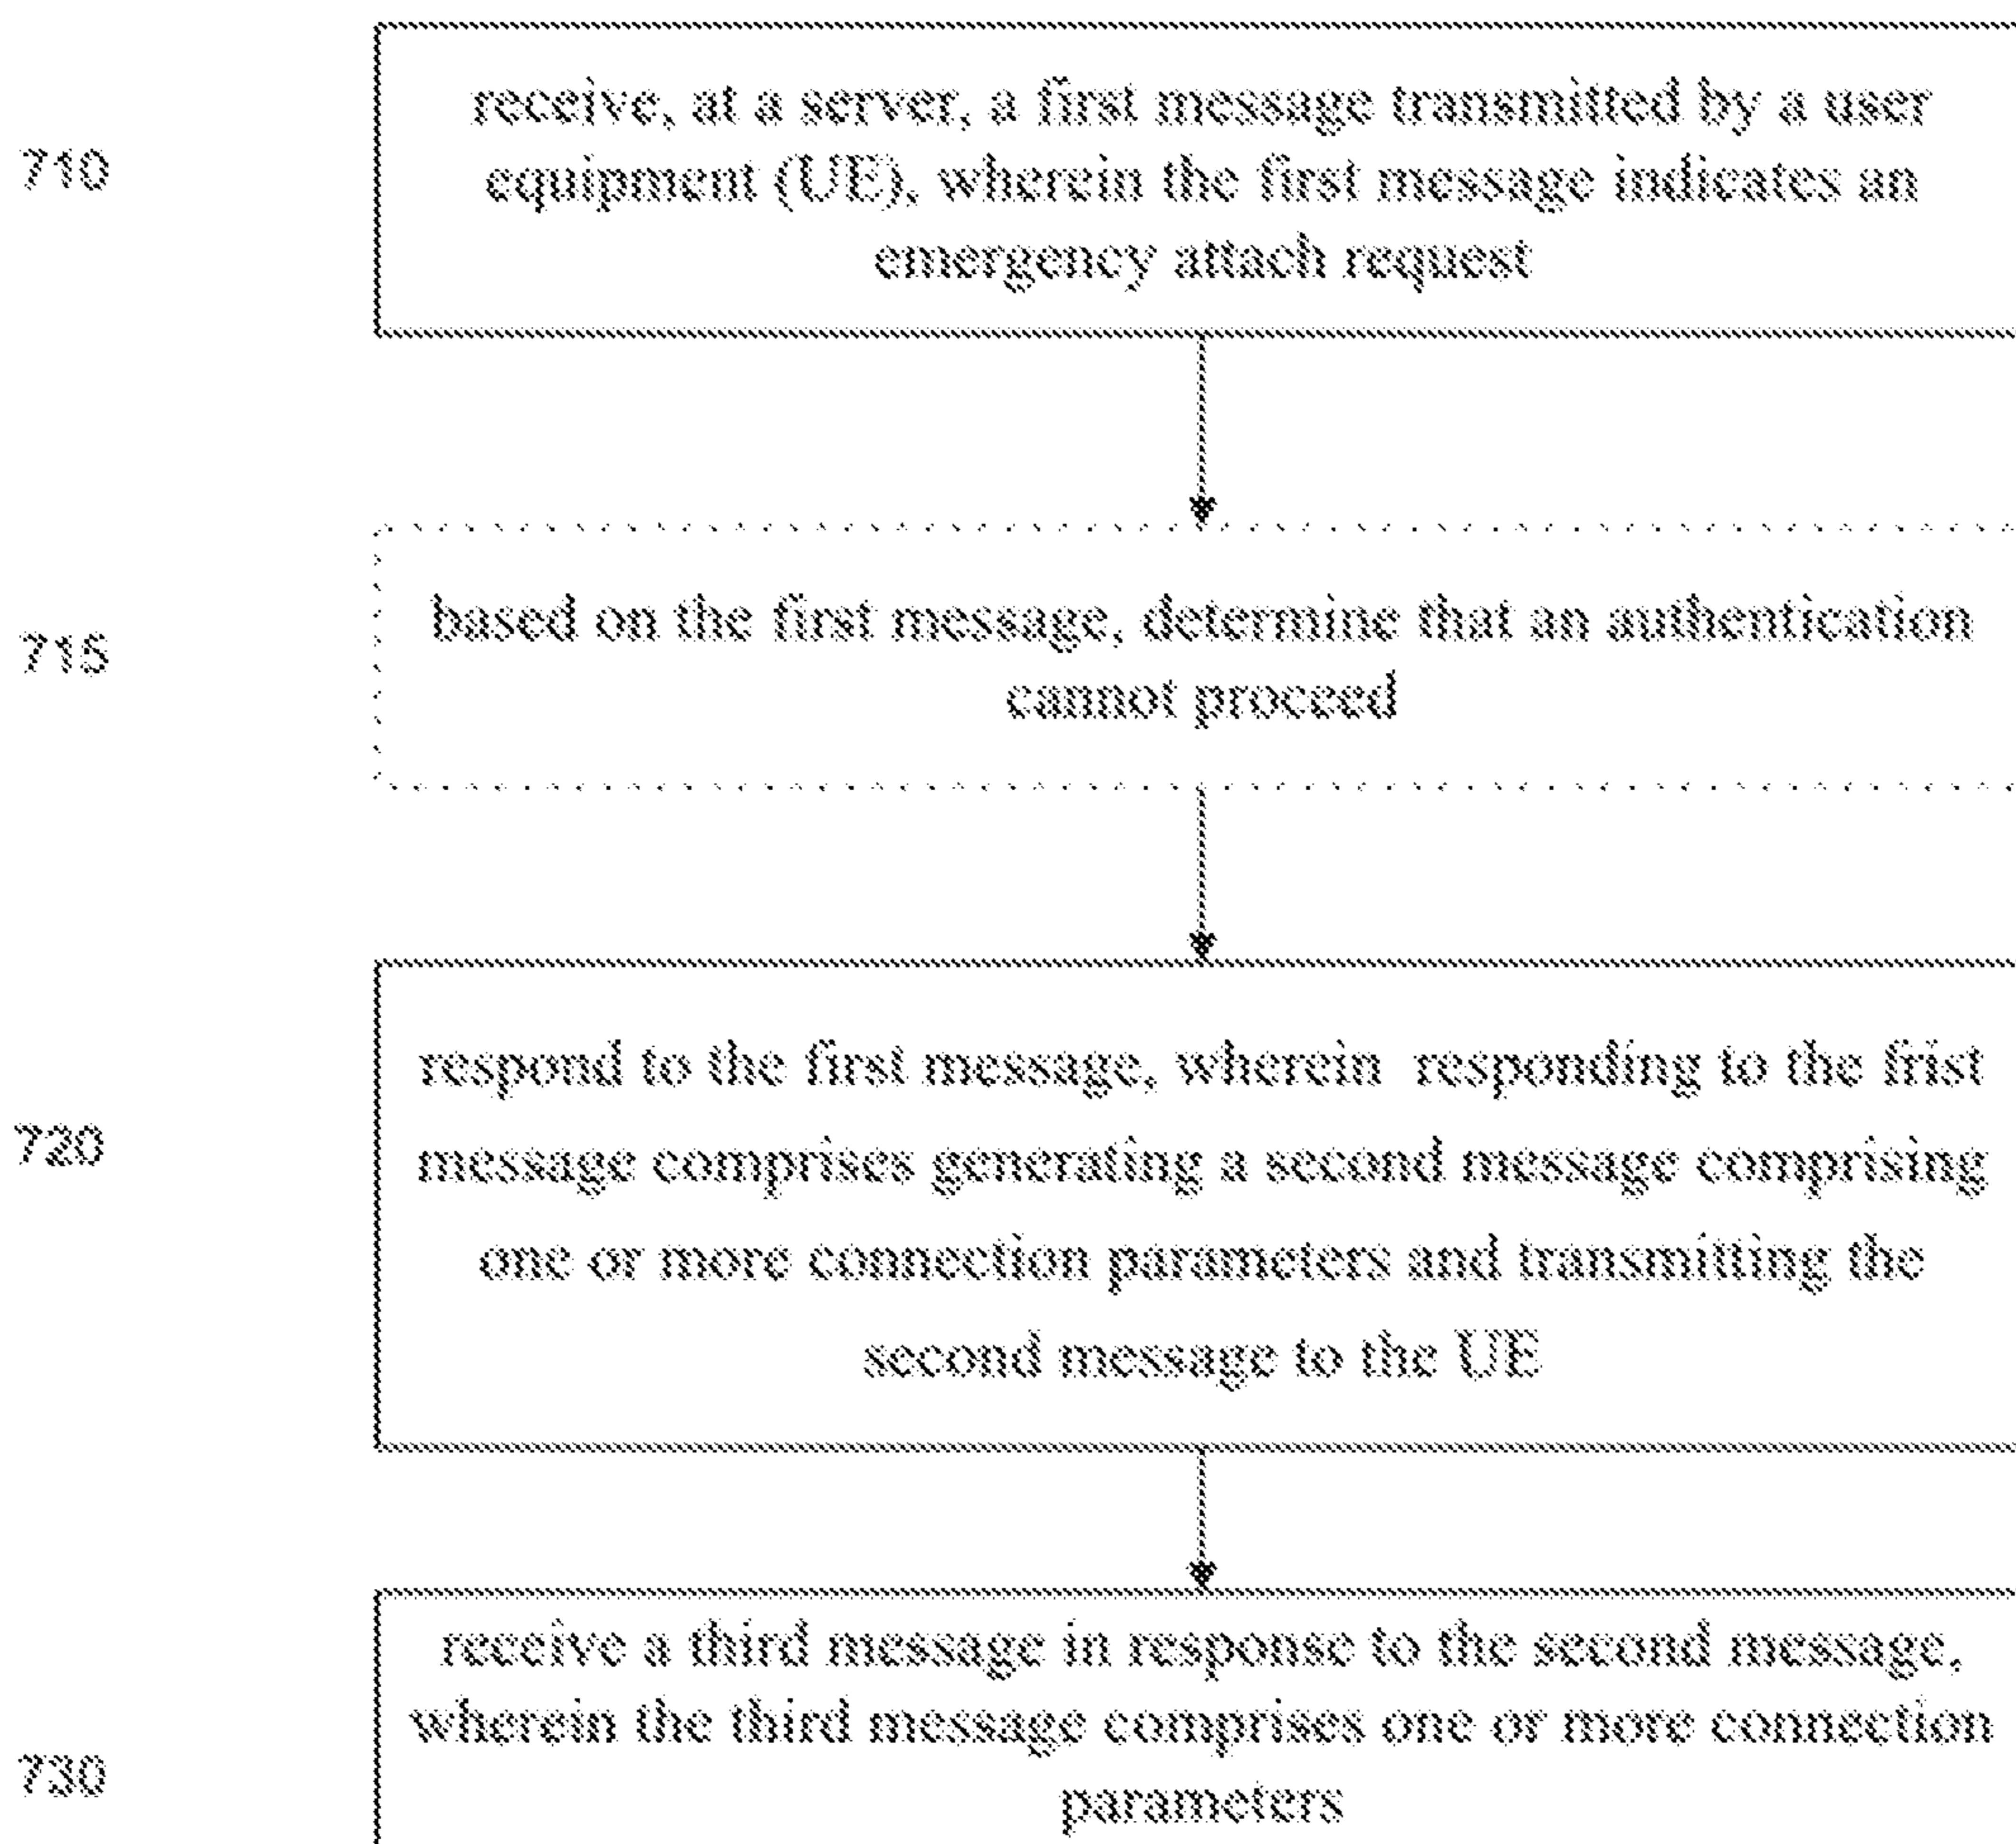 receive, at a server, a first message transmitted by a user
710
equipment (UE), wherein the first message indicates an
emergency attach request
based on the first message, determine that an authentication
715
cannot proceed
respond to the first message, wherein responding to the frist
720
message comprises generating a second message comprising
one or more connection parameters and transmitting the
second message to the UE
receive a third message in response to the second message,
wherein the third message comprises one or more connection
730
parameters